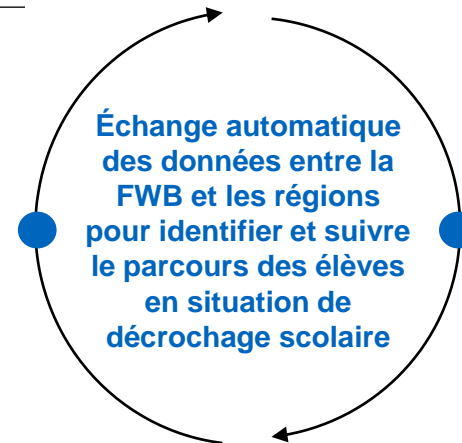 Échange automatique
des données entre la
FWB et les régions
pour identifier et suivre
le parcours des élèves
en situation de
décrochage scolaire